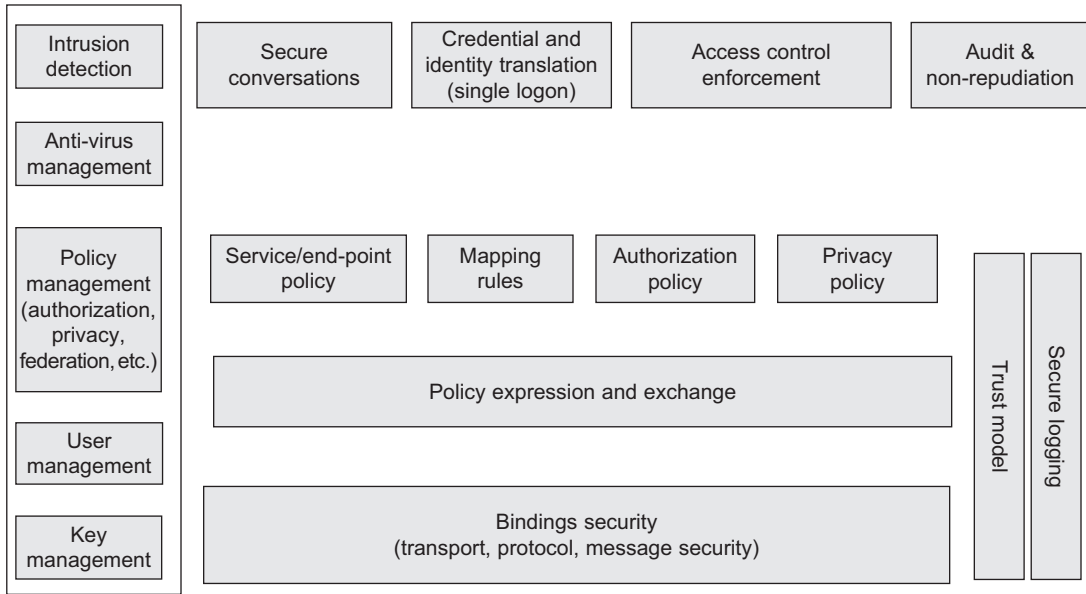 Intrusion
detection
Secure
conversations
Credential and
identity translation
(single logon)
Access control
enforcement
Audit &
non-repudiation
Anti-virus
management
Policy
management
(authorization,
privacy,
federation, etc.)
Service/end-point
policy
Mapping
rules
Authorization
policy
Privacy
policy
Policy expression and exchange
User
management
Key
management
Bindings security
(transport, protocol, message security)
Trust model
Secure logging